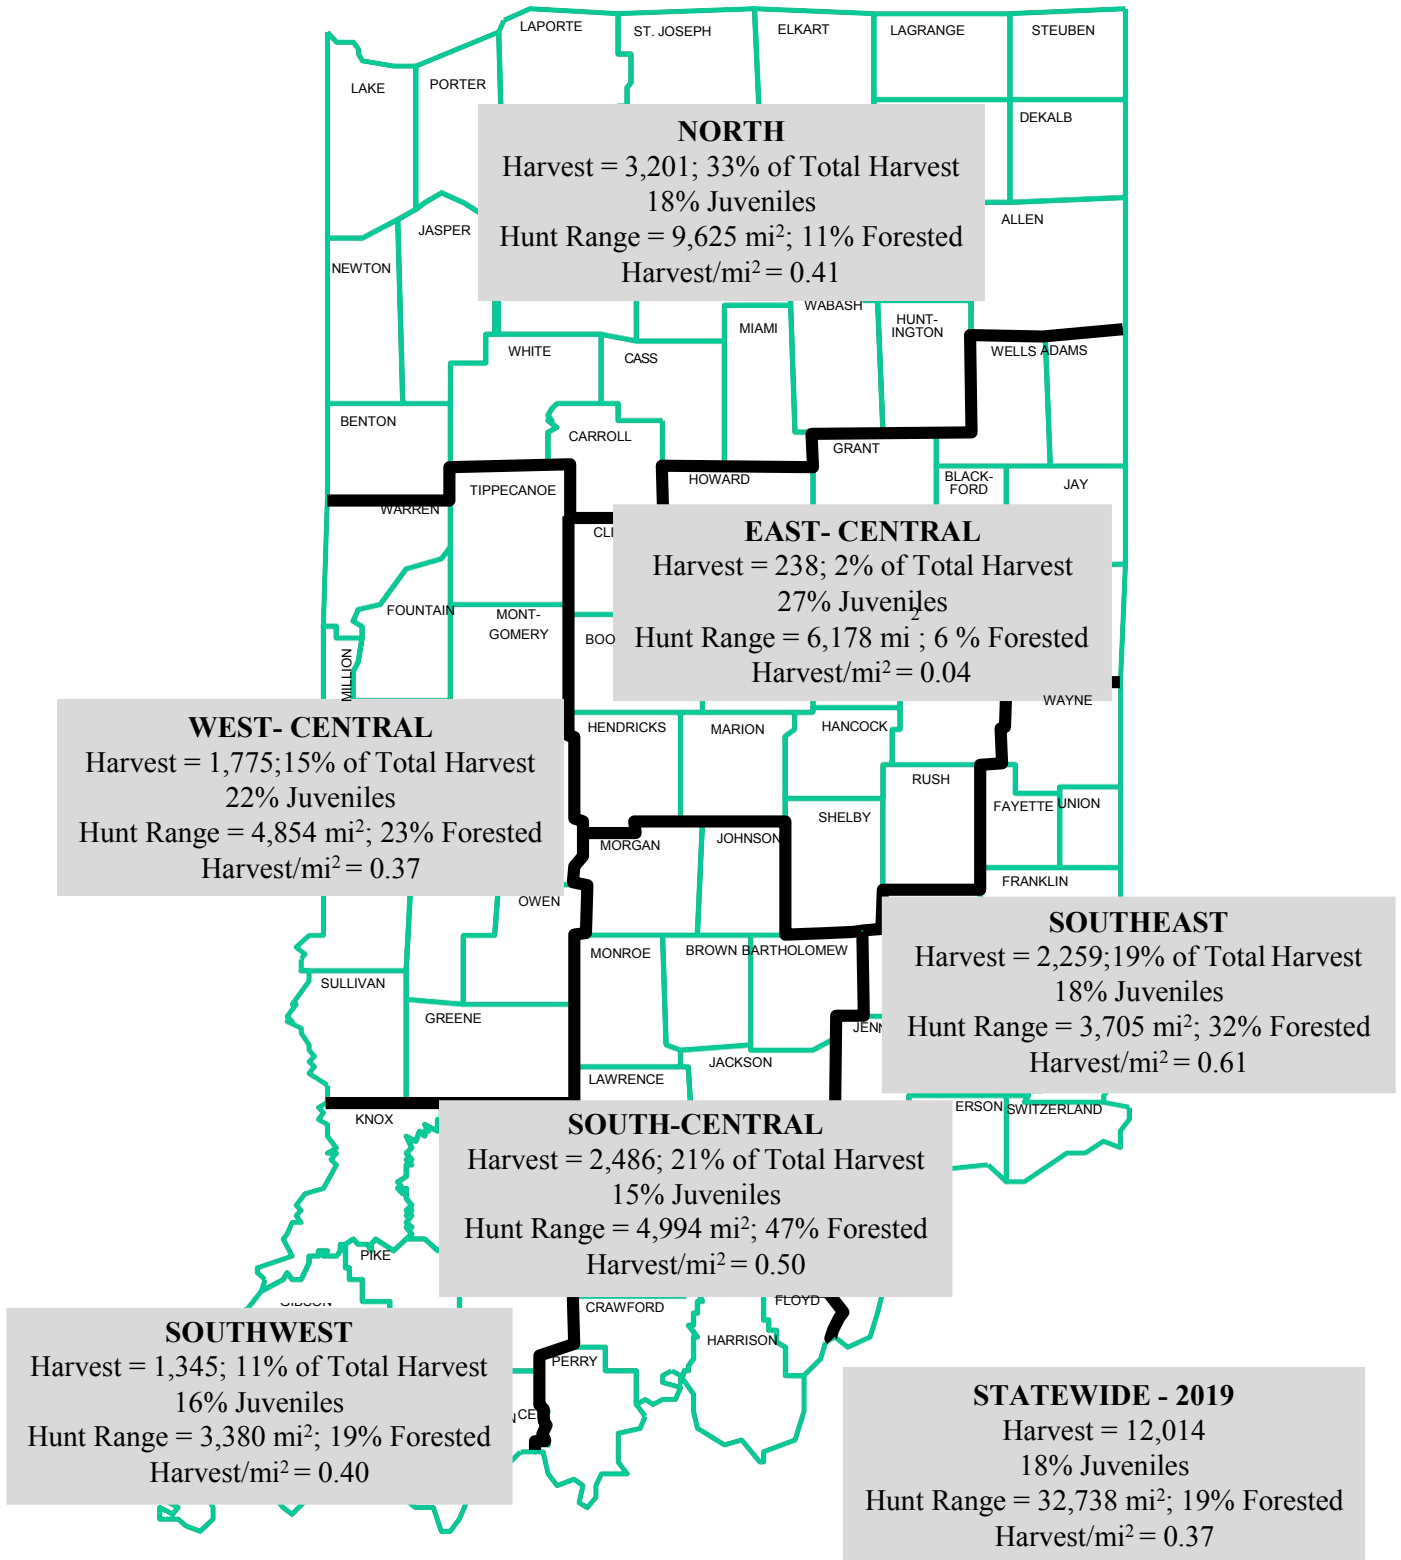 LAPORTE
ST. JOSEPH
ELKART
LAGRANGE
STEUBEN
LAKE
PORTER
DEKALB
NORTH
Harvest = 3,201; 33% of Total Harvest
18% Juveniles
Hunt Range = 9,625 mi²; 11% Forested
Harvest/mi² = 0.41
ALLEN
JASPER
NEWTON
WABASH
HUNT-
INGTON
MIAMI
WHITE
CASS
WELLS ADAMS
BENTON
CARROLL
GRANT
HOWARD
BLACK-
FORD
JAY
TIPPECANOE
WARREN
CLI
EAST- CENTRAL
Harvest = 238; 2% of Total Harvest
27% Juveniles
Hunt Range = 6,178 mi²; 6 % Forested
Harvest/mi² = 0.04
FOUNTAIN
MONT-
GOMERY
BOO
MILLION
WAYNE
WEST- CENTRAL
Harvest = 1,775;15% of Total Harvest
22% Juveniles
Hunt Range = 4,854 mi²; 23% Forested
Harvest/mi² = 0.37
HENDRICKS
MARION
HANCOCK
RUSH
FAYETTE
UNION
SHELBY
MORGAN
JOHNSON
FRANKLIN
OWEN
SOUTHEAST
Harvest = 2,259;19% of Total Harvest
18% Juveniles
Hunt Range = 3,705 mi²; 32% Forested
Harvest/mi² = 0.61
MONROE
BROWN BARTHOLOMEW
SULLIVAN
GREENE
JENN
JACKSON
LAWRENCE
ERSON
SWITZERLAND
KNOX
SOUTH-CENTRAL
Harvest = 2,486; 21% of Total Harvest
15% Juveniles
Hunt Range = 4,994 mi²; 47% Forested
Harvest/mi² = 0.50
PIKE
GIBSON
CRAWFORD
FLOYD
HARRISON
SOUTHWEST
Harvest = 1,345; 11% of Total Harvest
16% Juveniles
Hunt Range = 3,380 mi²; 19% Forested
Harvest/mi² = 0.40
PERRY
CE
STATEWIDE - 2019
Harvest = 12,014
18% Juveniles
Hunt Range = 32,738 mi²; 19% Forested
Harvest/mi² = 0.37